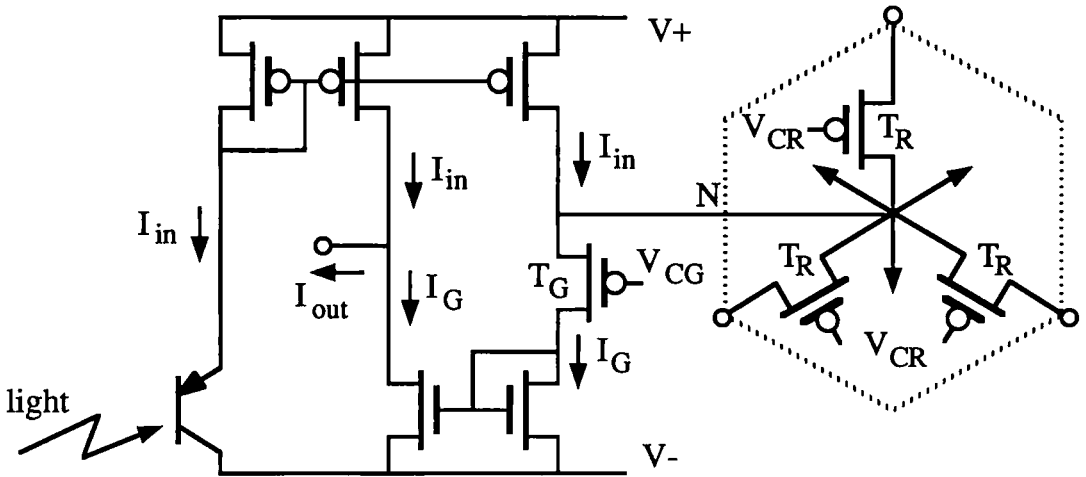 V+
V_CR
T_R
I_in
I_in
N
I_in
T_R
T_R
I_out
I_G
T_G
V_CG
V_CR
I_G
light
V-